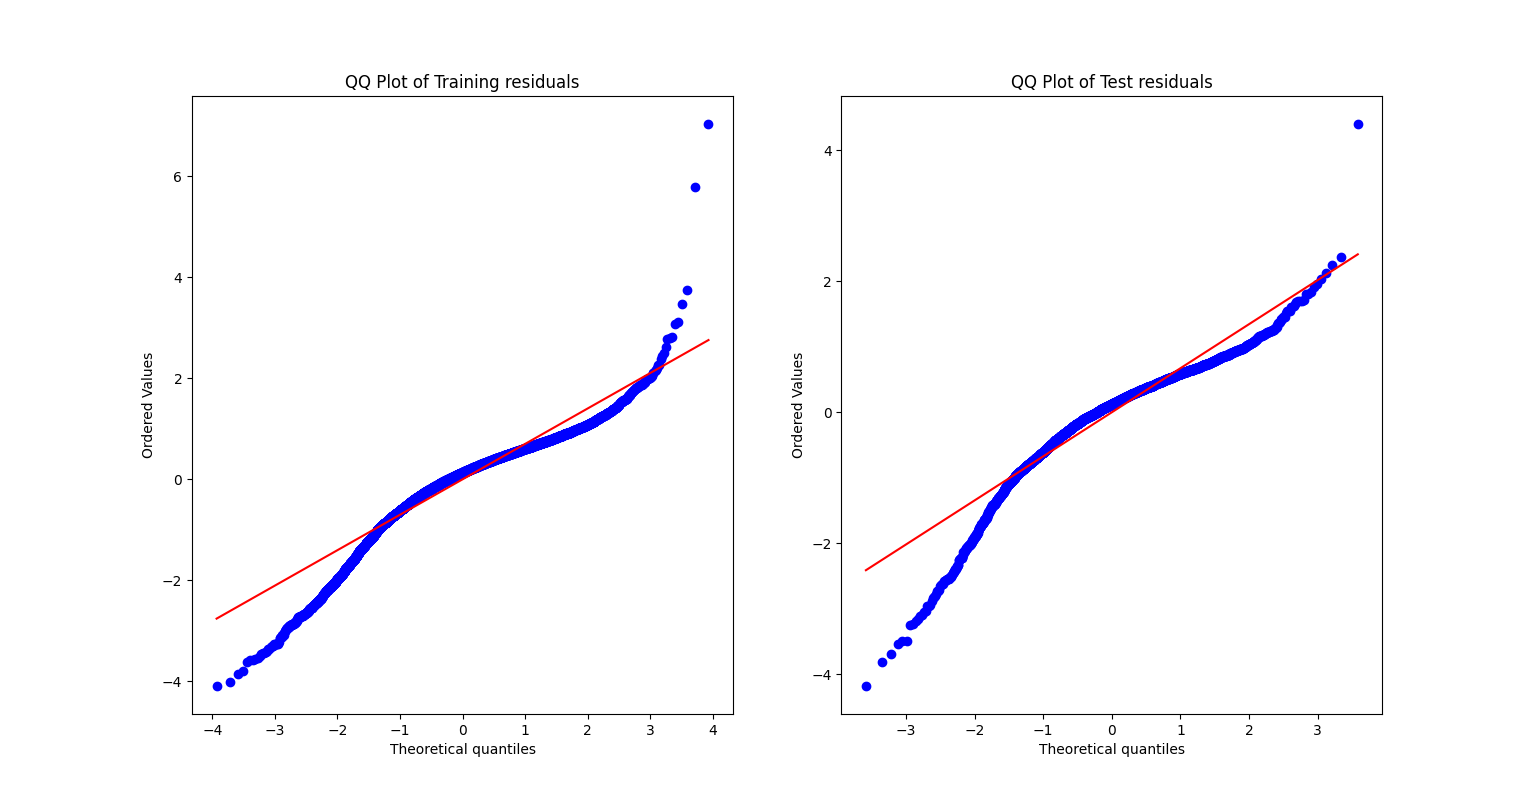 QQ Plot of Training residuals
Ordered Values
6
4
2
0
−2
−4
−4 −3 −2 −1 0 1 2 3 4
Theoretical quantiles
QQ Plot of Test residuals
Ordered Values
4
2
0
−2
−4
−3 −2 −1 0 1 2 3
Theoretical quantiles